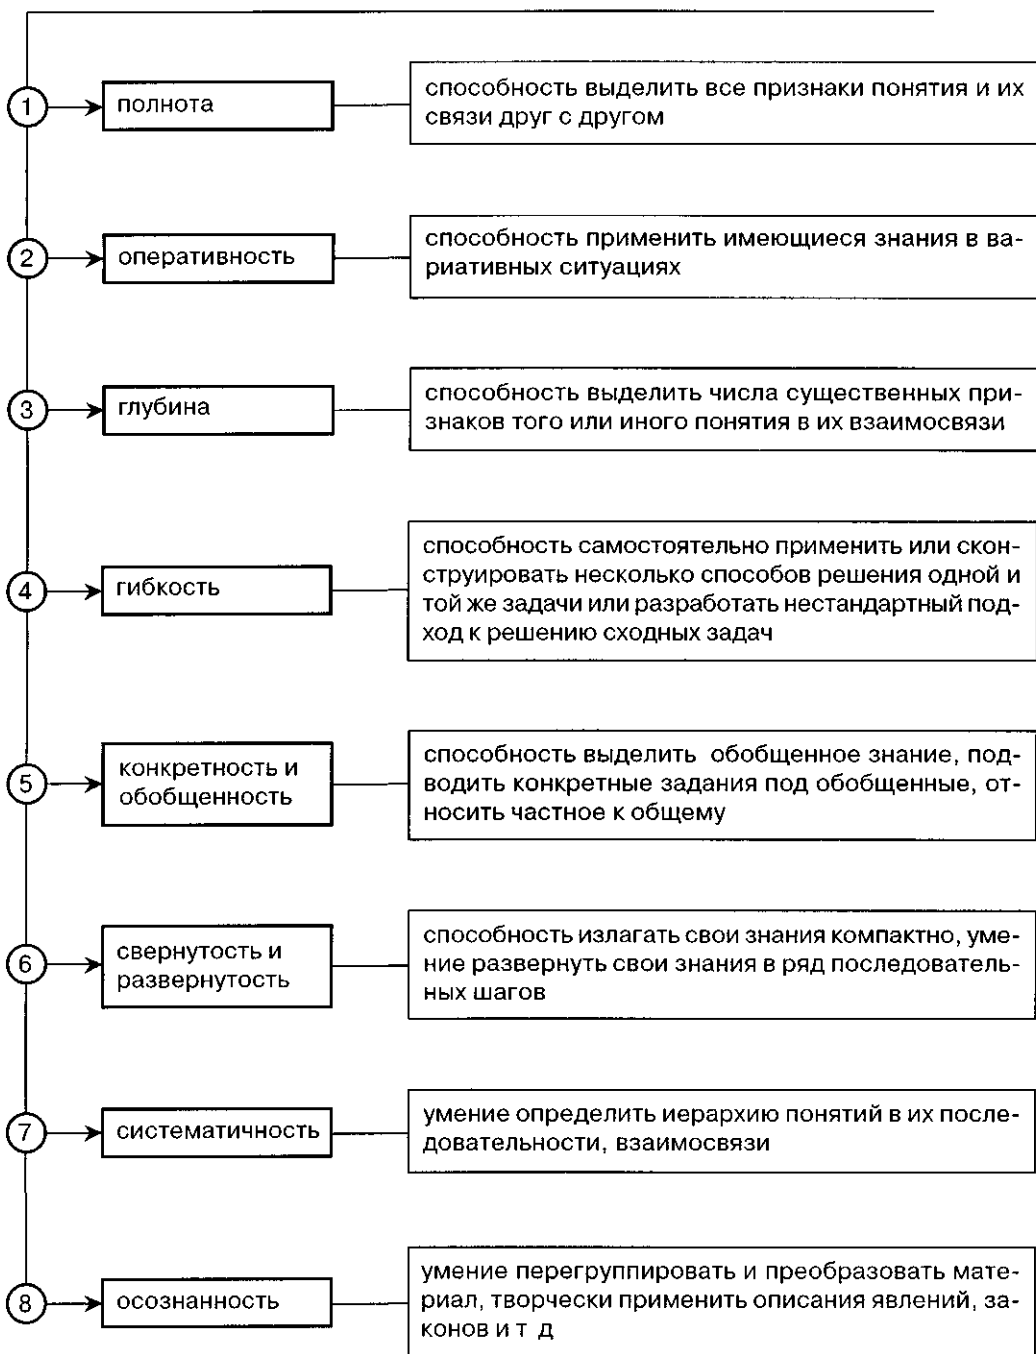 1
полнота
способность выделить все признаки понятия и их
связи друг с другом
2
оперативность
способность применить имеющиеся знания в ва-
риативных ситуациях
3
глубина
способность выделить числа существенных при-
знаков того или иного понятия в их взаимосвязи
4
гибкость
способность самостоятельно применить или скон-
струировать несколько способов решения одной и
той же задачи или разработать нестандартный под-
ход к решению сходных задач
5
конкретность и
обобщенность
способность выделить обобщенное знание, под-
водить конкретные задания под обобщенные, от-
носить частное к общему
6
свернутость и
развернутость
способность излагать свои знания компактно, уме-
ние развернуть свои знания в ряд последователь-
ных шагов
7
систематичность
умение определить иерархию понятий в их после-
довательности, взаимосвязи
8
осознанность
умение перегруппировать и преобразовать мате-
риал, творчески применить описания явлений, за-
конов и т д